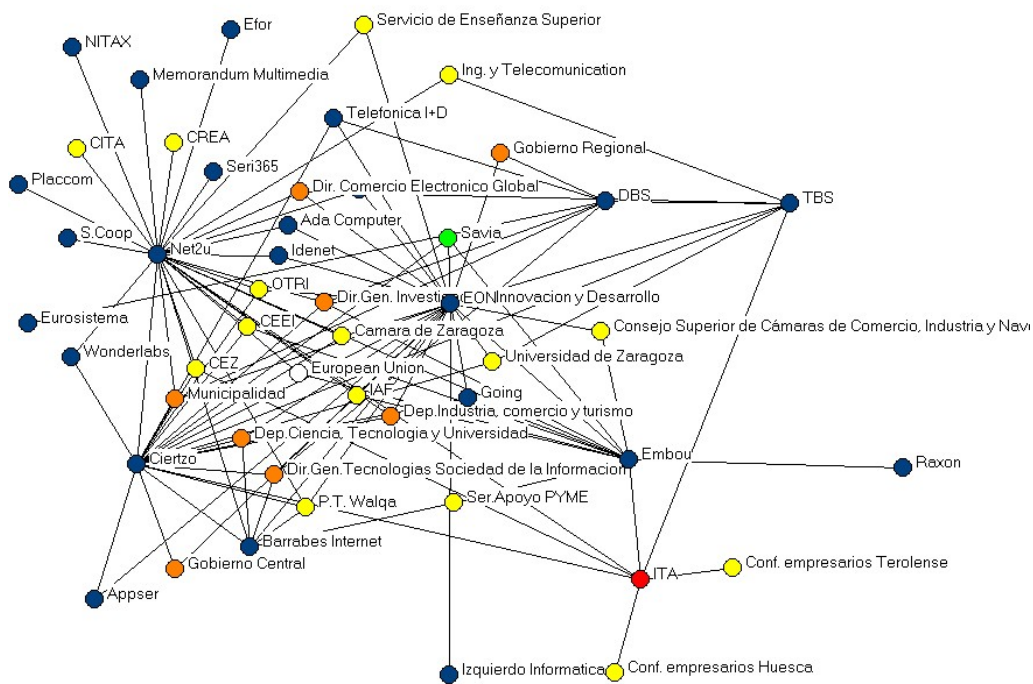 Servicio de Enseñanza Superior
Efor
NITAX
Ing. y Telecomunication
Memorandum Multimedia
Telefonica I+D
CREA
CITA
Gobierno Regional
Seri365
Placcom
Dir. Comercio Electronico Global
DBS
TBS
Ada Computer
Savia
S.Coop
Net2u
Idenet
OTRI
Dir.Gen. Investig
EON
Innovacion y Desarrollo
Eurosistema
CEEI
Camara de Zaragoza
Consejo Superior de Cámaras de Comercio, Industria y Nave
Wonderlabs
CEZ
Universidad de Zaragoza
European Union
Municipalidad
IAF
Going
Dep.Industria, comercio y turismo
Dep.Ciencia, Tecnologia y Universidad
Ciertzo
Embou
Raxon
Dir.Gen.Tecnologias Sociedad de la Informacion
P.T. Walqa
Ser.Apoyo PYME
Barrabes Internet
Gobierno Central
Conf. empresarios Terolense
ITA
Appser
Izquierdo Informatica
Conf. empresarios Huesca